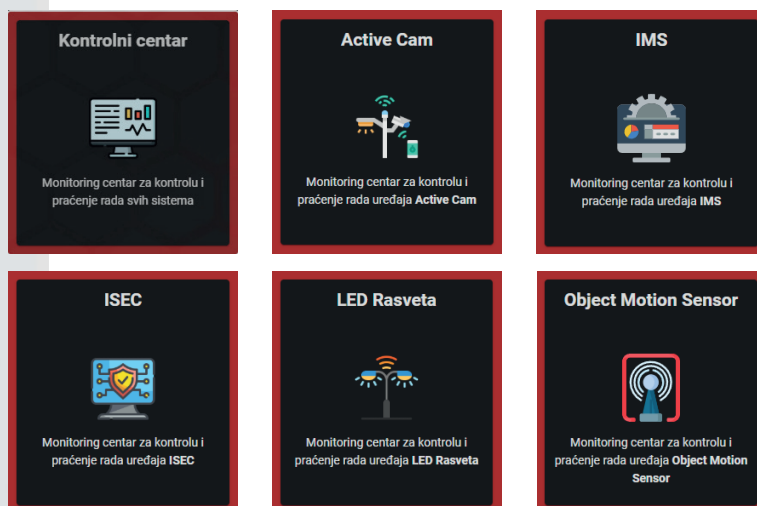 Kontrolni centar
Monitoring centar za kontrolu i
praćenje rada svih sistema
Active Cam
Monitoring centar za kontrolu i
praćenje rada uređaja Active Cam
IMS
Monitoring centar za kontrolu i
praćenje rada uređaja IMS
ISEC
Monitoring centar za kontrolu i
praćenje rada uređaja ISEC
LED Rasveta
Monitoring centar za kontrolu i
praćenje rada uređaja LED Rasveta
Object Motion Sensor
Monitoring centar za kontrolu i
praćenje rada uređaja Object Motion
Sensor